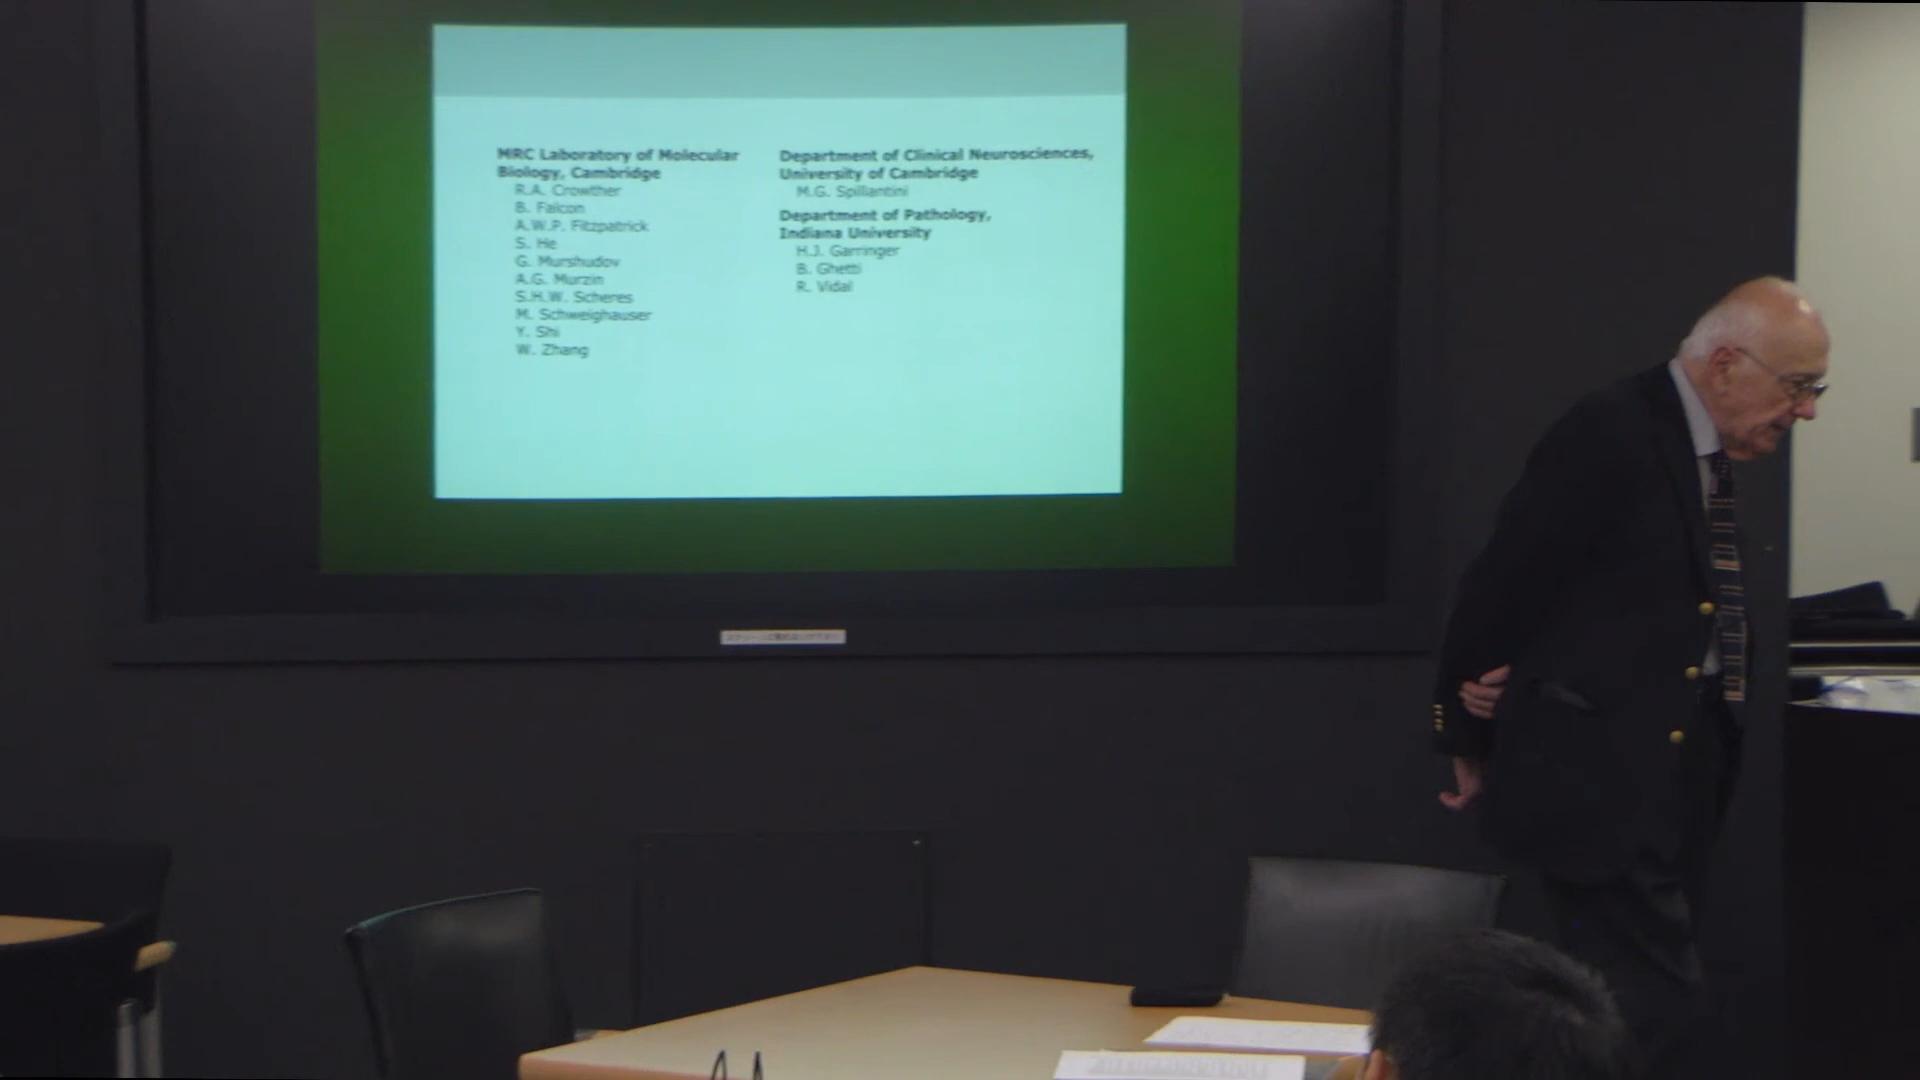 MRC Laboratory of Molecular
Biology, Cambridge
R.A. Crowther
B. Falcon
A.W.P. Fitzpatrick
S. He
G. Murshudov
A.G. Murzin
S.H.W. Scheres
M. Schweighauser
Y. Shi
W. Zhang
Department of Clinical Neurosciences,
University of Cambridge
M.G. Spillantini
Department of Pathology,
Indiana University
H.J. Garringer
B. Ghetti
R. Vidal